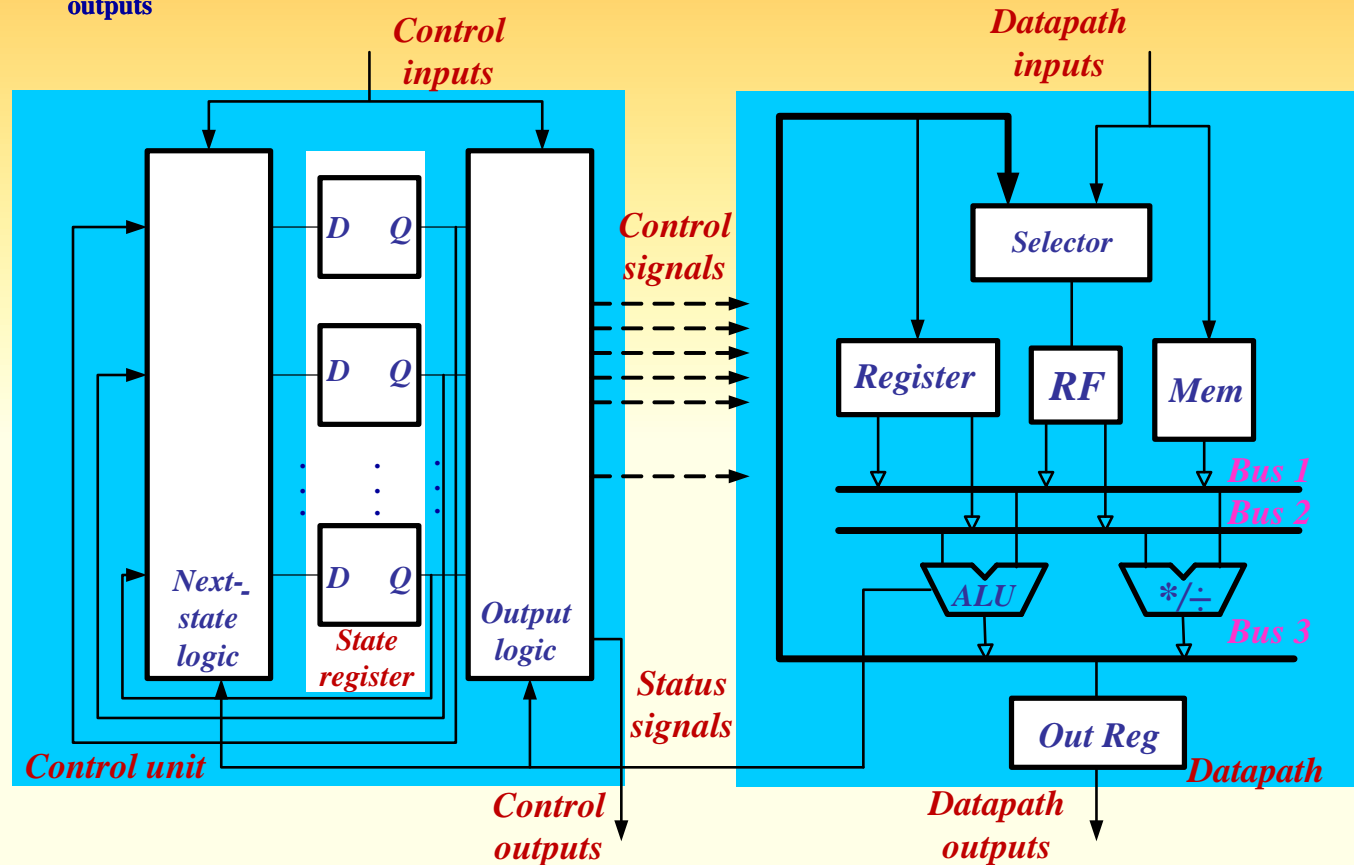 outputs
Control
inputs
Datapath
inputs
D Q
D Q
D Q
Next-
state
logic
State
register
Output
logic
Control
signals
Status
signals
Control unit
Control
outputs
Selector
Register
RF
Mem
Bus 1
Bus 2
ALU
*/÷
Bus 3
Out Reg
Datapath
Datapath
outputs